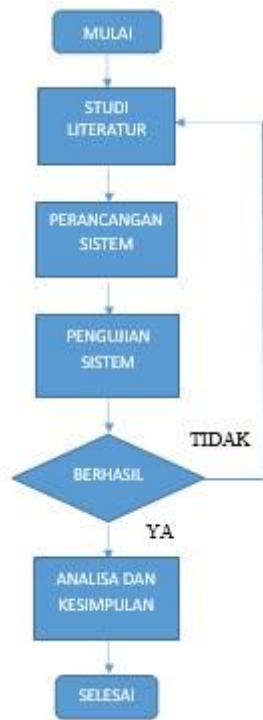 MULAI
STUDI
LITERATUR
PERANCANGAN
SISTEM
PENGUJIAN
SISTEM
BERHASIL
TIDAK
YA
ANALISA DAN
KESIMPULAN
SELESAI